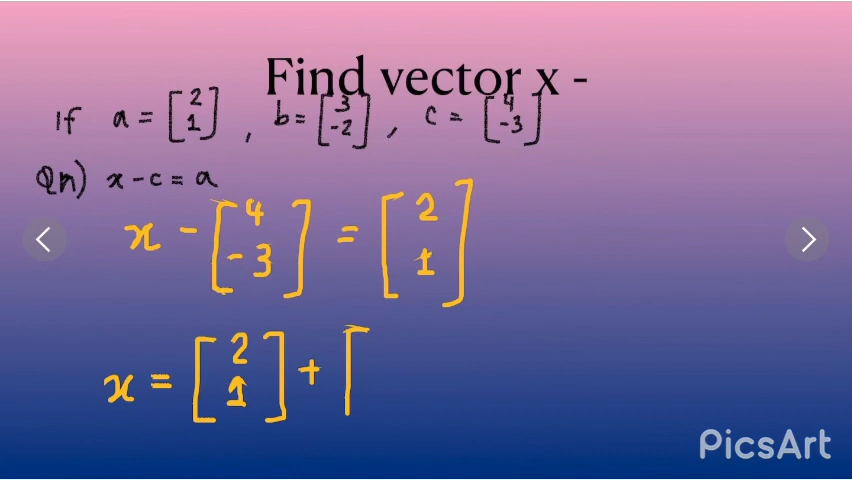 Find vector x -
If a = [2 1] , b = [3 -2] , c = [4 -3]
Qn) x - c = a
x - [4 -3] = [2 1]
x = [2 1] + [
PicsArt